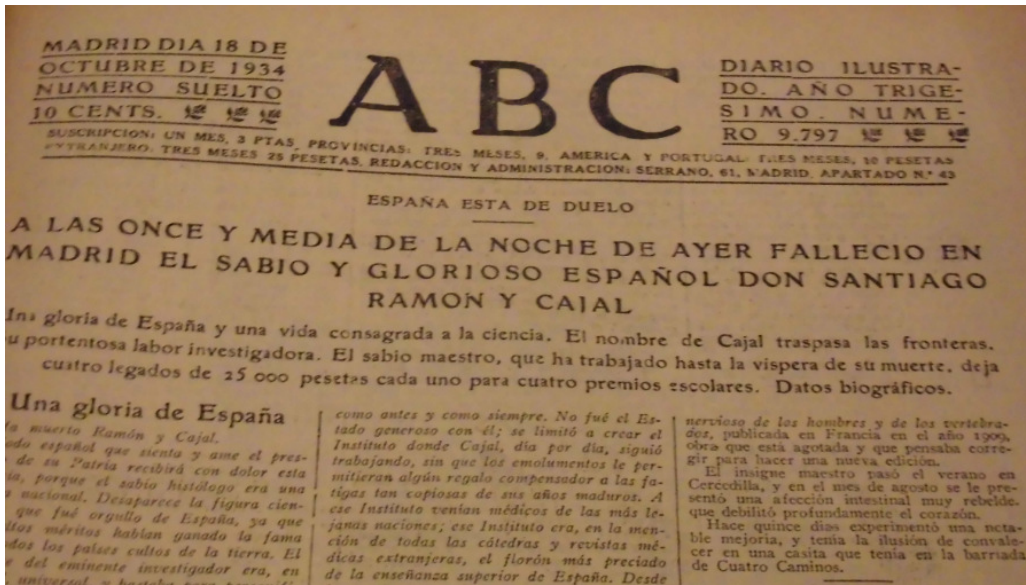 MADRID DIA 18 DE
OCTUBRE DE 1934
NUMERO SUELTO
10 CENTS.
ABC
DIARIO ILUSTRA-
DO. AÑO TRIGE-
SIMO. NUME-
RO 9.797
SUSCRIPCION: UN MES, 3 PTAS, PROVINCIAS: TRES MESES, 9. AMERICA Y PORTUGAL: TRES MESES, 10 PESETAS
EXTRANJERO: TRES MESES 25 PESETAS, REDACCION Y ADMINISTRACION: SERRANO, 61, MADRID. APARTADO N.° 43
ESPAÑA ESTA DE DUELO
A LAS ONCE Y MEDIA DE LA NOCHE DE AYER FALLECIO EN
MADRID EL SABIO Y GLORIOSO ESPAÑOL DON SANTIAGO
RAMON Y CAJAL
Una gloria de España y una vida consagrada a la ciencia. El nombre de Cajal traspasa las fronteras.
portentosa labor investigadora. El sabio maestro, que ha trabajado hasta la víspera de su muerte, deja
cuatro legados de 25 000 pesetas cada uno para cuatro premios escolares. Datos biográficos.
Una gloria de España
muerto Ramón y Cajal.
español que sienta y ame el pres-
de su Patria recibirá con dolor esta
porque el sabio histólogo era una
nacional. Desaparece la figura cien-
que fué orgullo de España, ya que
méritos habían ganado la fama
los países cultos de la tierra. El
del eminente investigador era, en
universal, y bastaba para
como antes y como siempre. No fué el Es-
tado generoso con él; se limitó a crear el
Instituto donde Cajal, día por día, siguió
trabajando, sin que los emolumentos le per-
mitieran algún regalo compensador a las fa-
tigas tan copiosas de sus años maduros. A
ese Instituto venían médicos de las más le-
janas naciones; ese Instituto era, en la men-
ción de todas las cátedras y revistas mé-
dicas extranjeras, el florón más preciado
de la enseñanza superior de España. Desde
nervioso de los hombres y de los vertebra-
dos, publicada en Francia en el año 1909,
obra que está agotada y que pensaba corre-
gir para hacer una nueva edición.
El insigne maestro pasó el verano en
Cercedilla, y en el mes de agosto se le pre-
sentó una afección intestinal muy rebelde,
que debilitó profundamente el corazón.
Hace quince días experimentó una nota-
ble mejoría, y tenía la ilusión de convale-
cer en una casita que tenía en la barriada
de Cuatro Caminos.